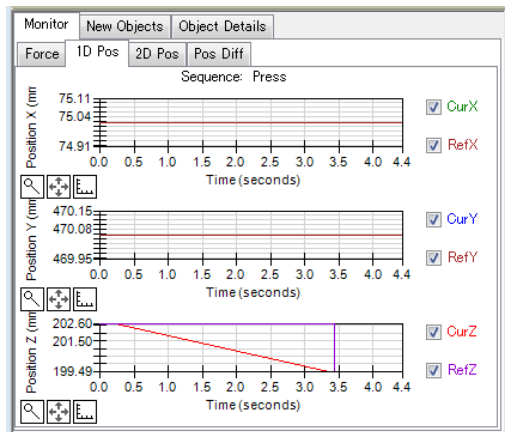 Monitor New Objects Object Details
Force 1D Pos 2D Pos Pos Diff
Sequence: Press
Position X (mm
75.11
75.04
74.91
0.0 0.5 1.0 1.5 2.0 2.5 3.0 3.5 4.0 4.4
Time(seconds)
CurX
RefX
Position Y (mm
470.15
470.08
469.95
0.0 0.5 1.0 1.5 2.0 2.5 3.0 3.5 4.0 4.4
Time(seconds)
CurY
RefY
Position Z (mm
202.60
201.50
199.49
0.0 0.5 1.0 1.5 2.0 2.5 3.0 3.5 4.0 4.4
Time(seconds)
CurZ
RefZ